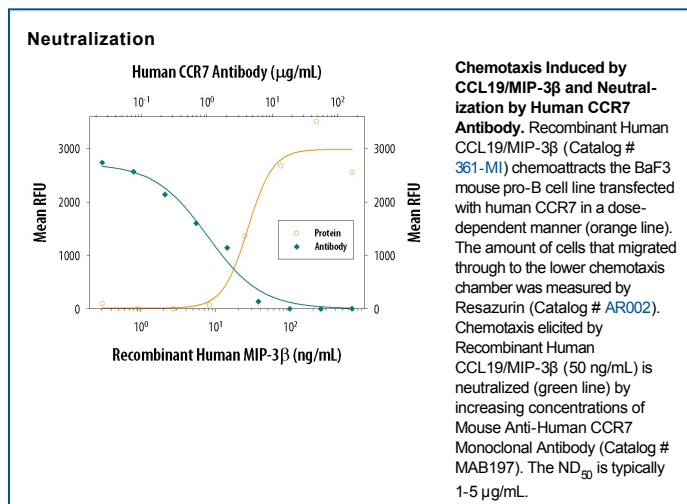 Neutralization
Human CCR7 Antibody (µg/mL)
10⁻¹ 10⁰ 10¹ 10²
3000 3000
2000 2000
1000 1000
0 0
Mean RFU
Mean RFU
Protein
Antibody
10⁰ 10¹ 10² 
Recombinant Human MIP-3β (ng/mL)
Chemotaxis Induced by
CCL19/MIP-3β and Neutral-
ization by Human CCR7
Antibody. Recombinant Human
CCL19/MIP-3β (Catalog #
361-MI) chemoattracts the BaF3
mouse pro-B cell line transfected
with human CCR7 in a dose-
dependent manner (orange line).
The amount of cells that migrated
through to the lower chemotaxis
chamber was measured by
Resazurin (Catalog # AR002).
Chemotaxis elicited by
Recombinant Human
CCL19/MIP-3β (50 ng/mL) is
neutralized (green line) by
increasing concentrations of
Mouse Anti-Human CCR7
Monoclonal Antibody (Catalog #
MAB197). The ND₅₀ is typically
1-5 µg/mL.